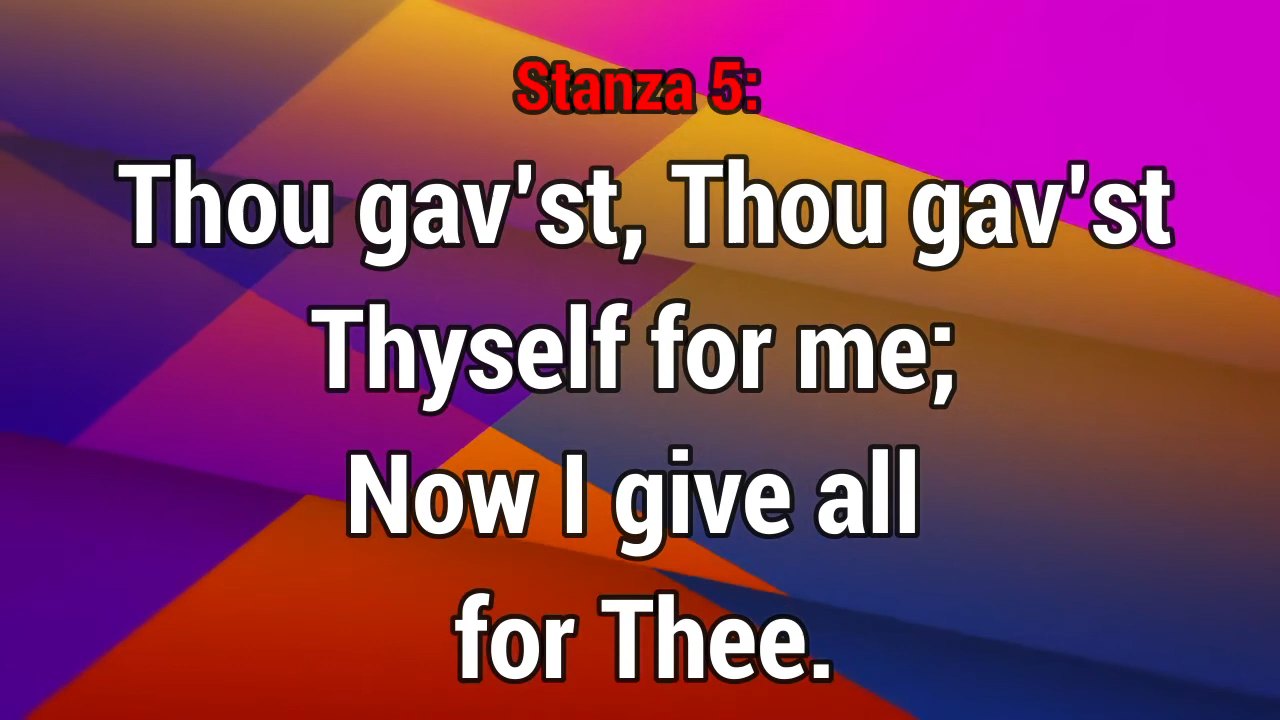 Stanza 5:
Thou gav’st, Thou gav’st
Thyself for me;
Now I give all
for Thee.